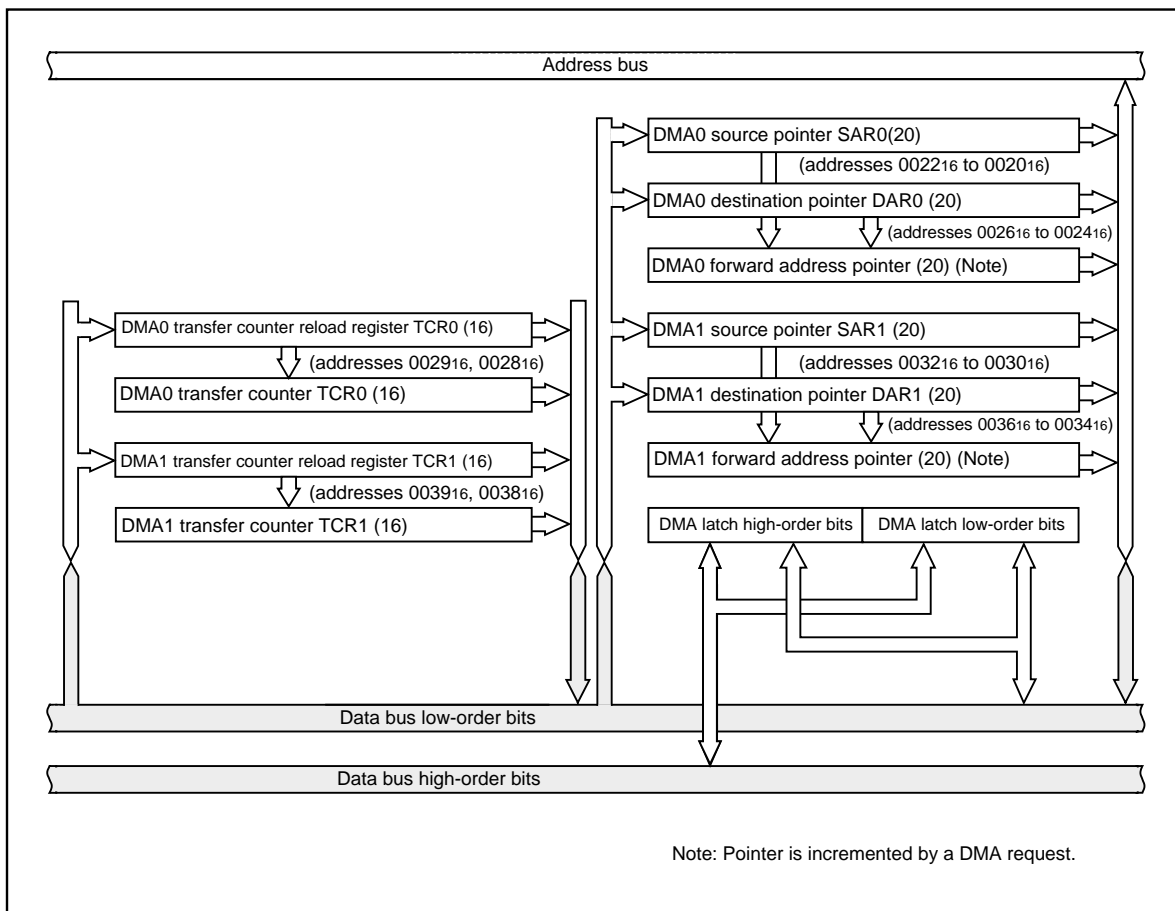 Address bus
DMA0 source pointer SAR0(20)
(addresses 002216 to 002016)
DMA0 destination pointer DAR0 (20)
(addresses 002616 to 002416)
DMA0 forward address pointer (20) (Note)
DMA0 transfer counter reload register TCR0 (16)
(addresses 002916, 002816)
DMA0 transfer counter TCR0 (16)
DMA1 transfer counter reload register TCR1 (16)
(addresses 003916, 003816)
DMA1 transfer counter TCR1 (16)
DMA1 source pointer SAR1 (20)
(addresses 003216 to 003016)
DMA1 destination pointer DAR1 (20)
(addresses 003616 to 003416)
DMA1 forward address pointer (20) (Note)
DMA latch high-order bits
DMA latch low-order bits
Data bus low-order bits
Data bus high-order bits
Note: Pointer is incremented by a DMA request.